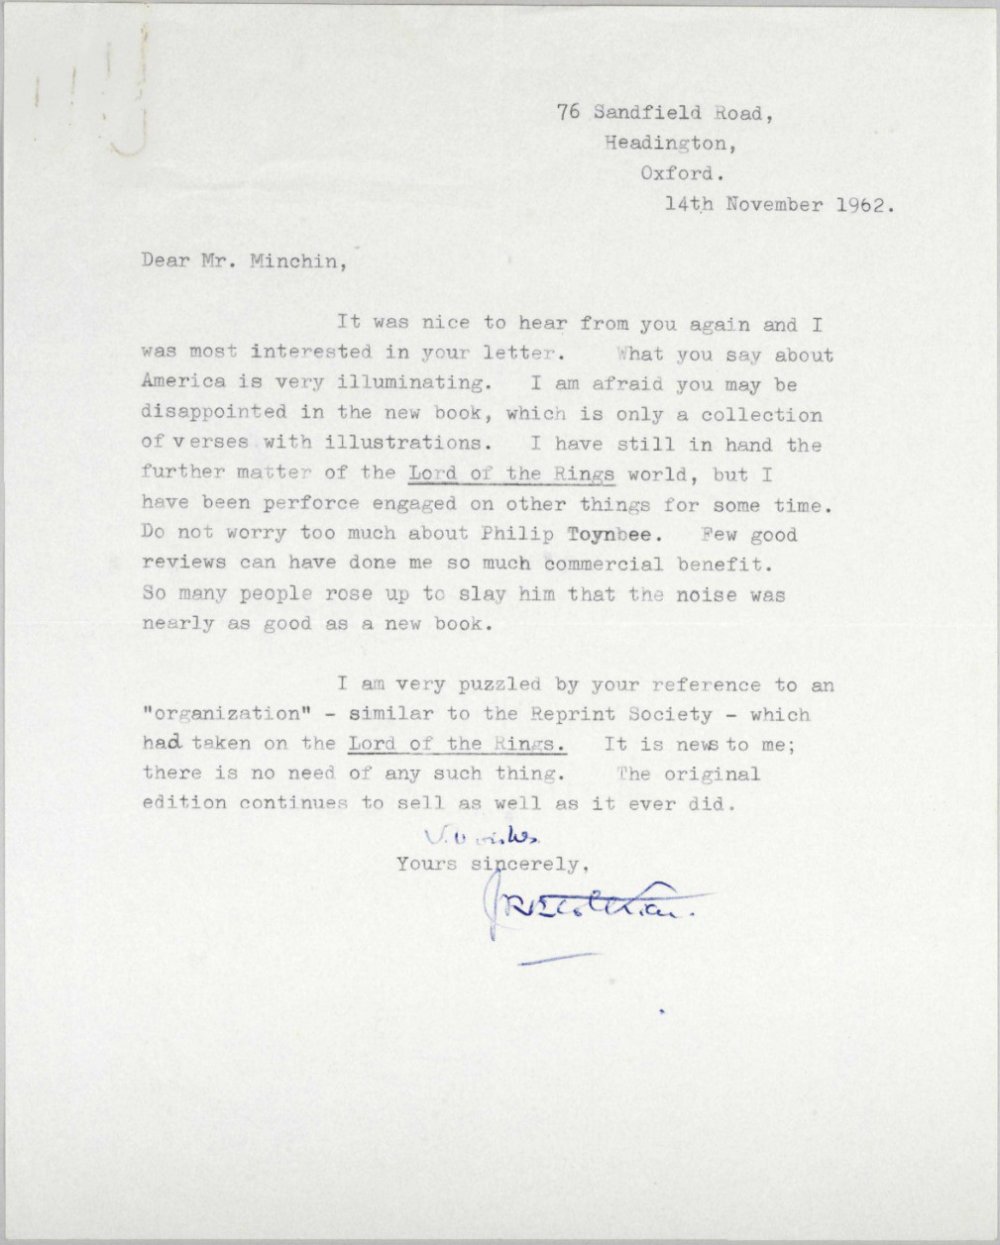 76 Sandfield Road,
Headington,
Oxford.
14th November 1962.
Dear Mr. Minchin,
It was nice to hear from you again and I
was most interested in your letter. What you say about
America is very illuminating. I am afraid you may be
disappointed in the new book, which is only a collection
of verses with illustrations. I have still in hand the
further matter of the Lord of the Rings world, but I
have been perforce engaged on other things for some time.
Do not worry too much about Philip Toynbee. Few good
reviews can have done me so much commercial benefit.
So many people rose up to slay him that the noise was
nearly as good as a new book.
I am very puzzled by your reference to an
"organization" - similar to the Reprint Society - which
had taken on the Lord of the Rings. It is news to me;
there is no need of any such thing. The original
edition continues to sell as well as it ever did.
wishes
Yours sincerely,
JRRTolkien.